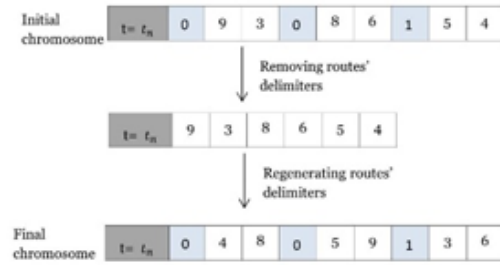 Initial
chromosome
t= tₙ 0 9 3 0 8 6 1 5 4
Removing routes'
delimiters
t= tₙ 9 3 8 6 5 4
Regenerating routes'
delimiters
Final
chromosome
t= tₙ 0 4 8 0 5 9 1 3 6